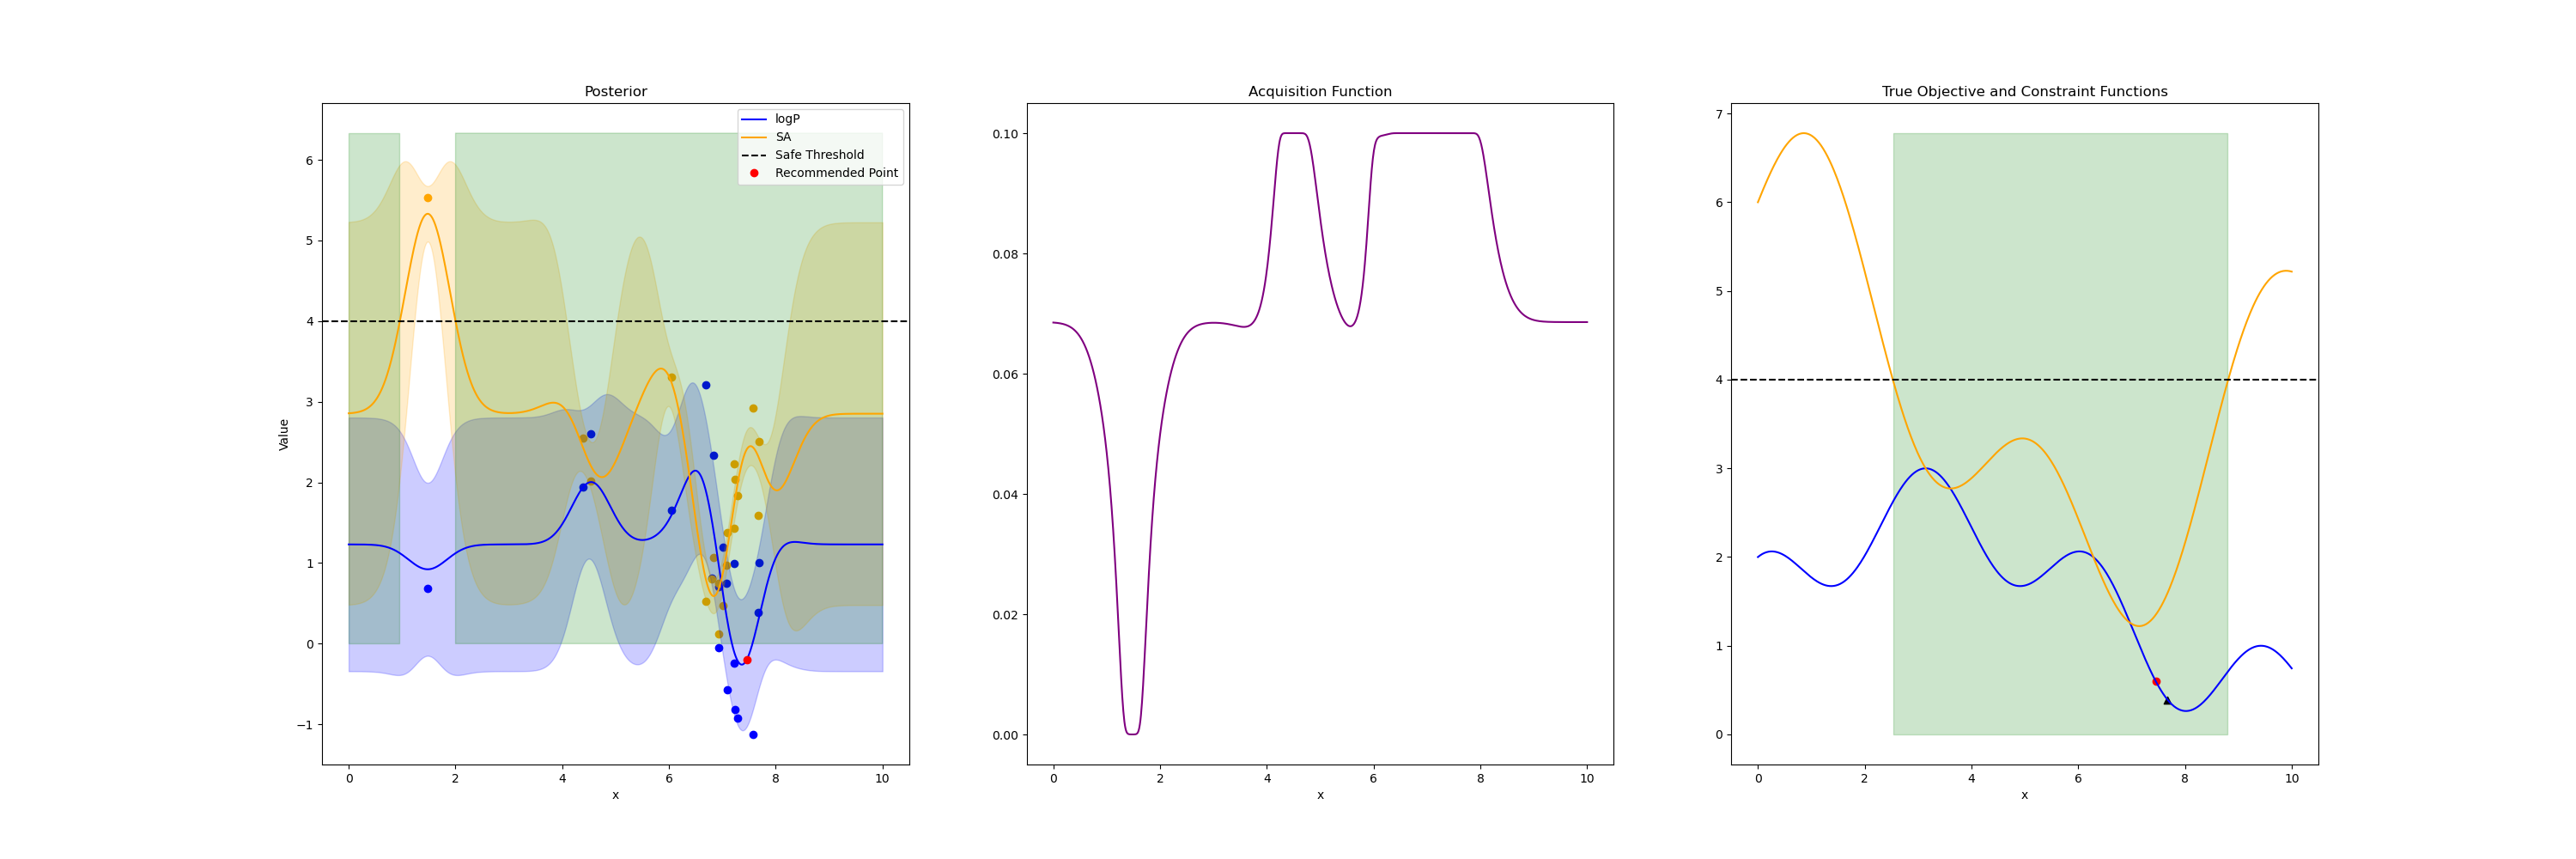 Posterior
logP
SA
Safe Threshold
Recommended Point
6
5
4
3
2
1
0
−1
Value
0 2 4 6 8 10
x
Acquisition Function
0.10
0.08
0.06
0.04
0.02
0.00
0 2 4 6 8 10
x
True Objective and Constraint Functions
7
6
5
4
3
2
1
0
0 2 4 6 8 10
x